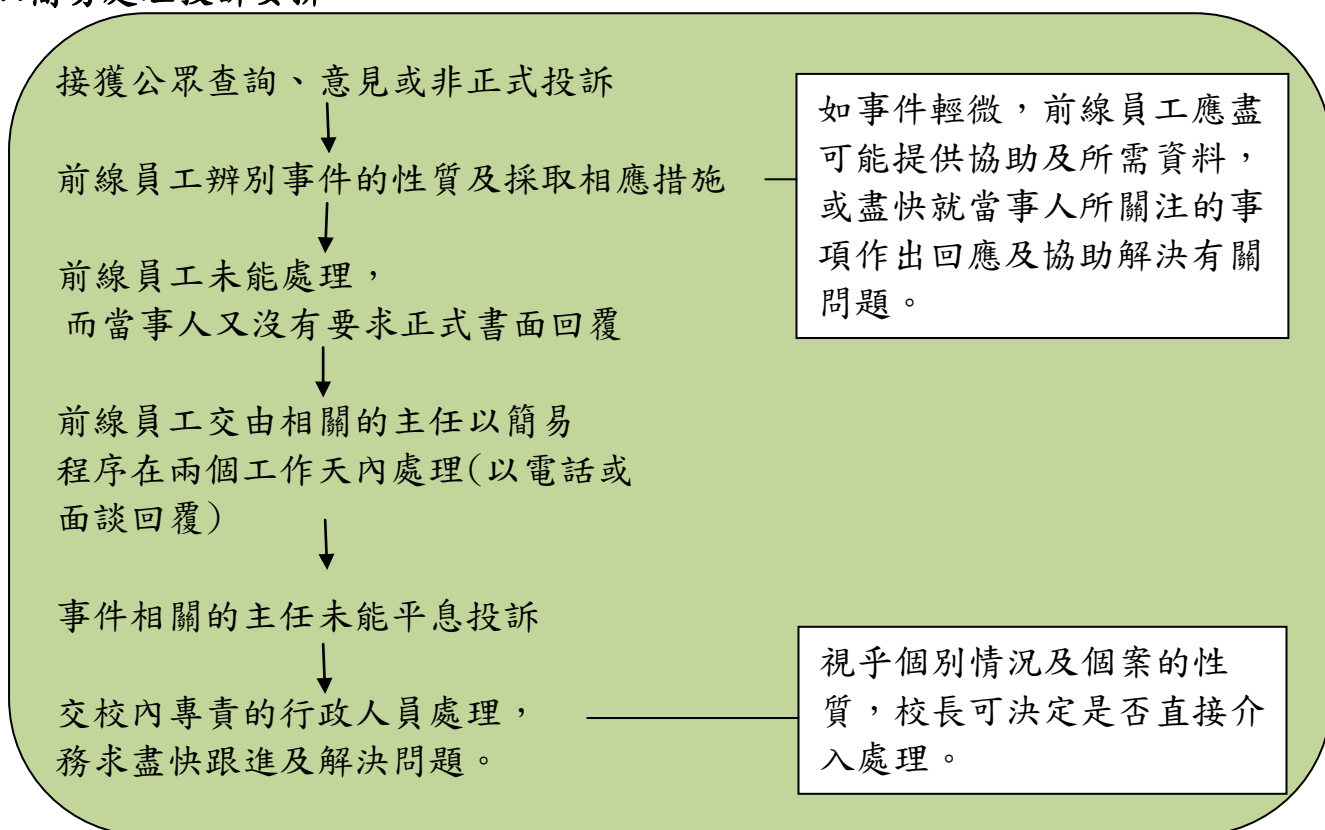 簡易處理投訴安排
接獲公眾查詢、意見或非正式投訴
前線員工辨別事件的性質及採取相應措施
如事件輕微，前線員工應盡
可能提供協助及所需資料，
或盡快就當事人所關注的事
項作出回應及協助解決有關
問題。
前線員工未能處理，
而當事人又沒有要求正式書面回覆
前線員工交由相關的主任以簡易
程序在兩個工作天內處理(以電話或
面談回覆)
事件相關的主任未能平息投訴
交校內專責的行政人員處理，
務求盡快跟進及解決問題。
視乎個別情況及個案的性
質，校長可決定是否直接介
入處理。